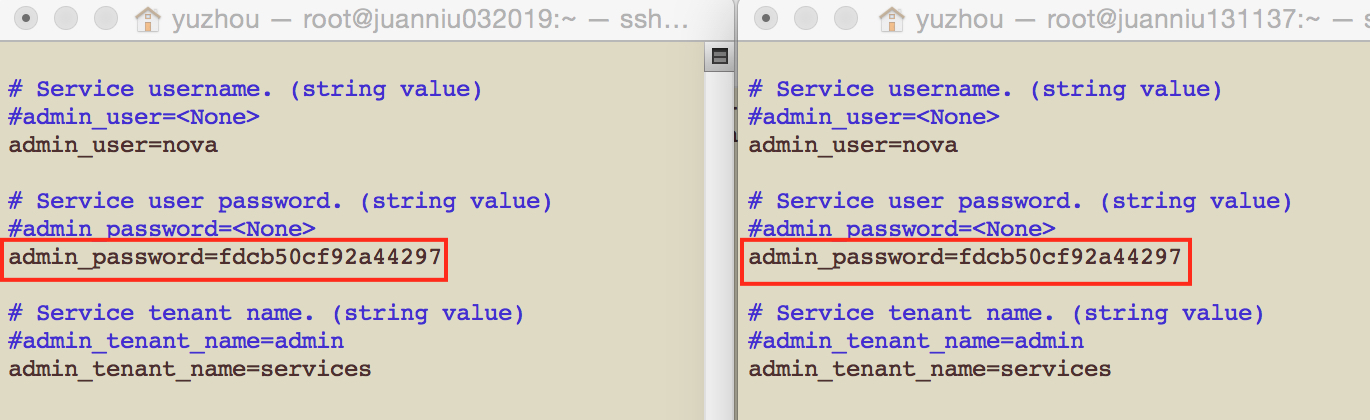 yuzhou — root@juanniu032019:~ — ssh…
# Service username. (string value)
#admin_user=<None>
admin_user=nova
# Service user password. (string value)
#admin_password=<None>
admin_password=fdcb50cf92a44297
# Service tenant name. (string value)
#admin_tenant_name=admin
admin_tenant_name=services
yuzhou — root@juanniu131137:~ — s
# Service username. (string value)
#admin_user=<None>
admin_user=nova
# Service user password. (string value)
#admin_password=<None>
admin_password=fdcb50cf92a44297
# Service tenant name. (string value)
#admin_tenant_name=admin
admin_tenant_name=services